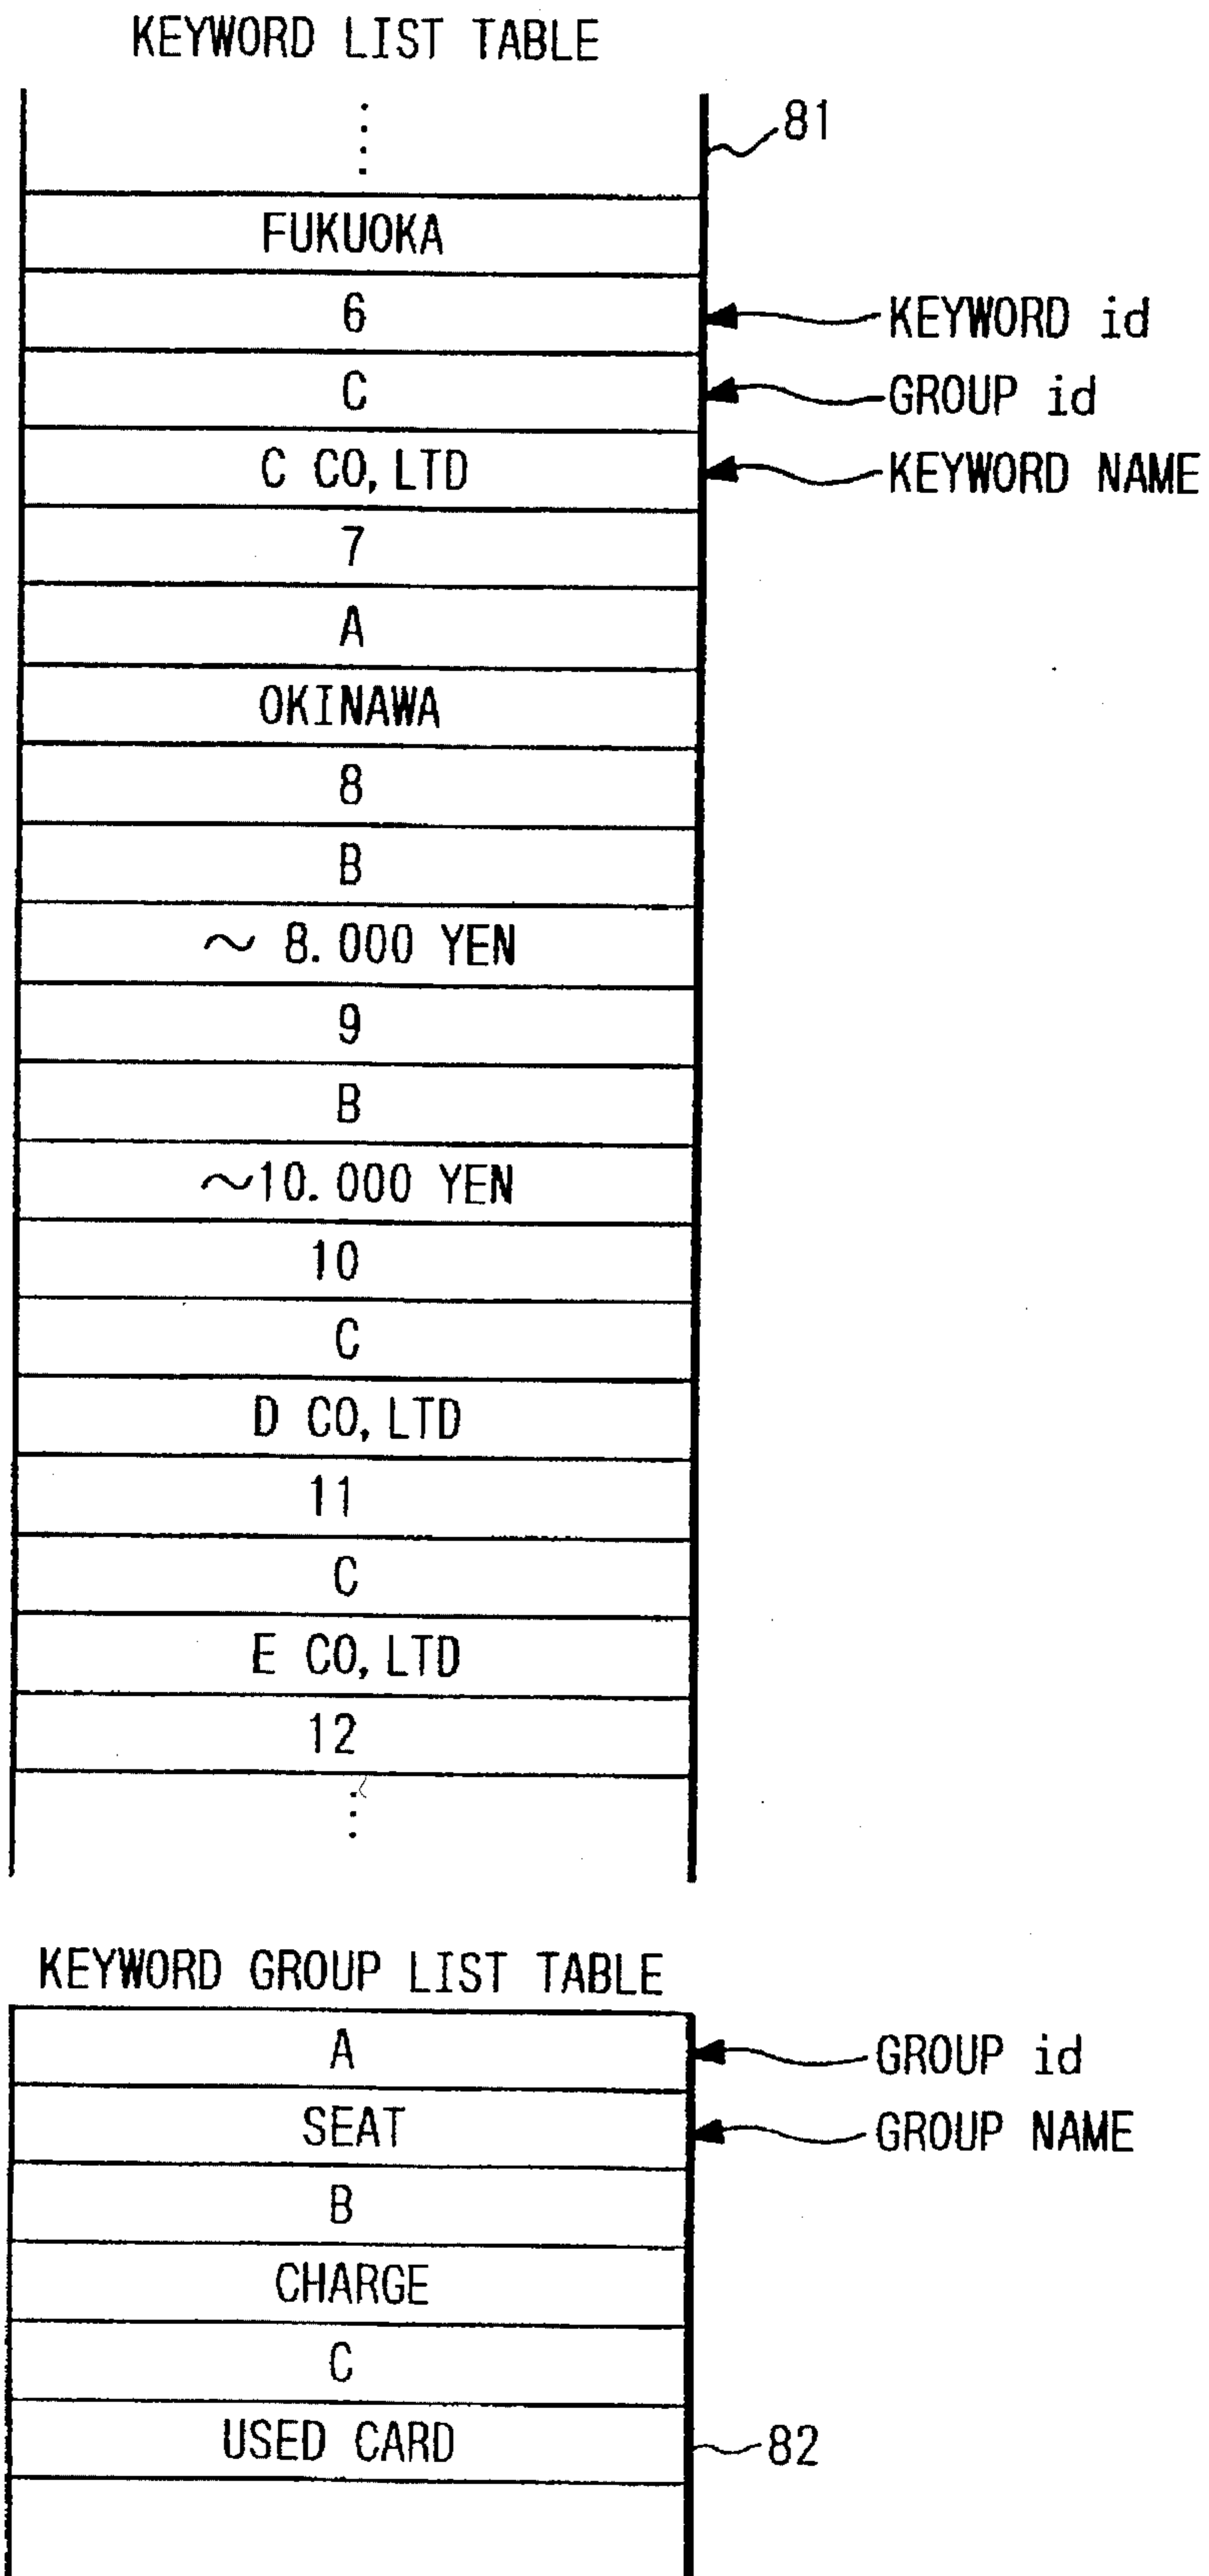 KEYWORD LIST TABLE
81
FUKUOKA
6
KEYWORD id
C
GROUP id
C CO, LTD
KEYWORD NAME
7
A
OKINAWA
8
B
~ 8. 000 YEN
9
B
~10. 000 YEN
10
C
D CO, LTD
11
C
E CO, LTD
12
KEYWORD GROUP LIST TABLE
A
GROUP id
SEAT
GROUP NAME
B
CHARGE
C
USED CARD
82